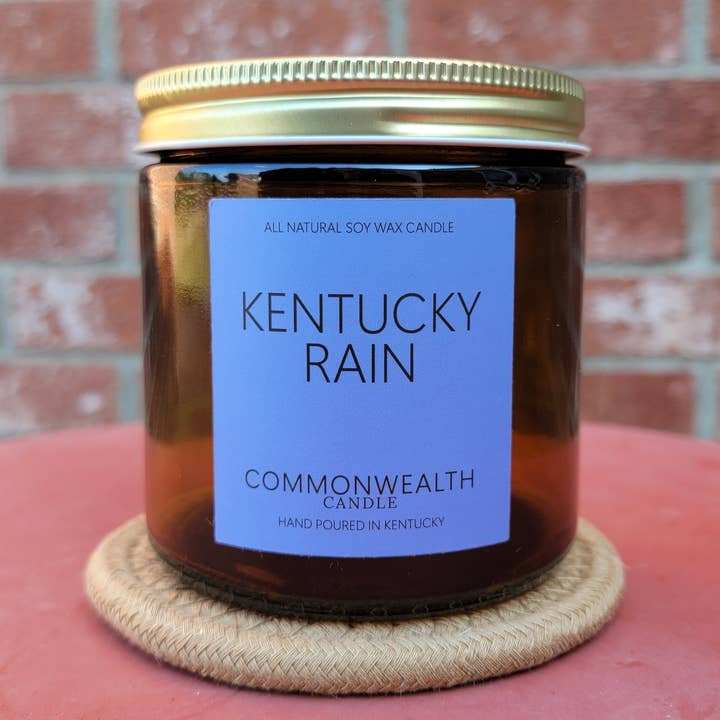 ALL NATURAL SOY WAX CANDLE
KENTUCKY
RAIN
COMMONWEALTH
CANDLE
HAND POURED IN KENTUCKY